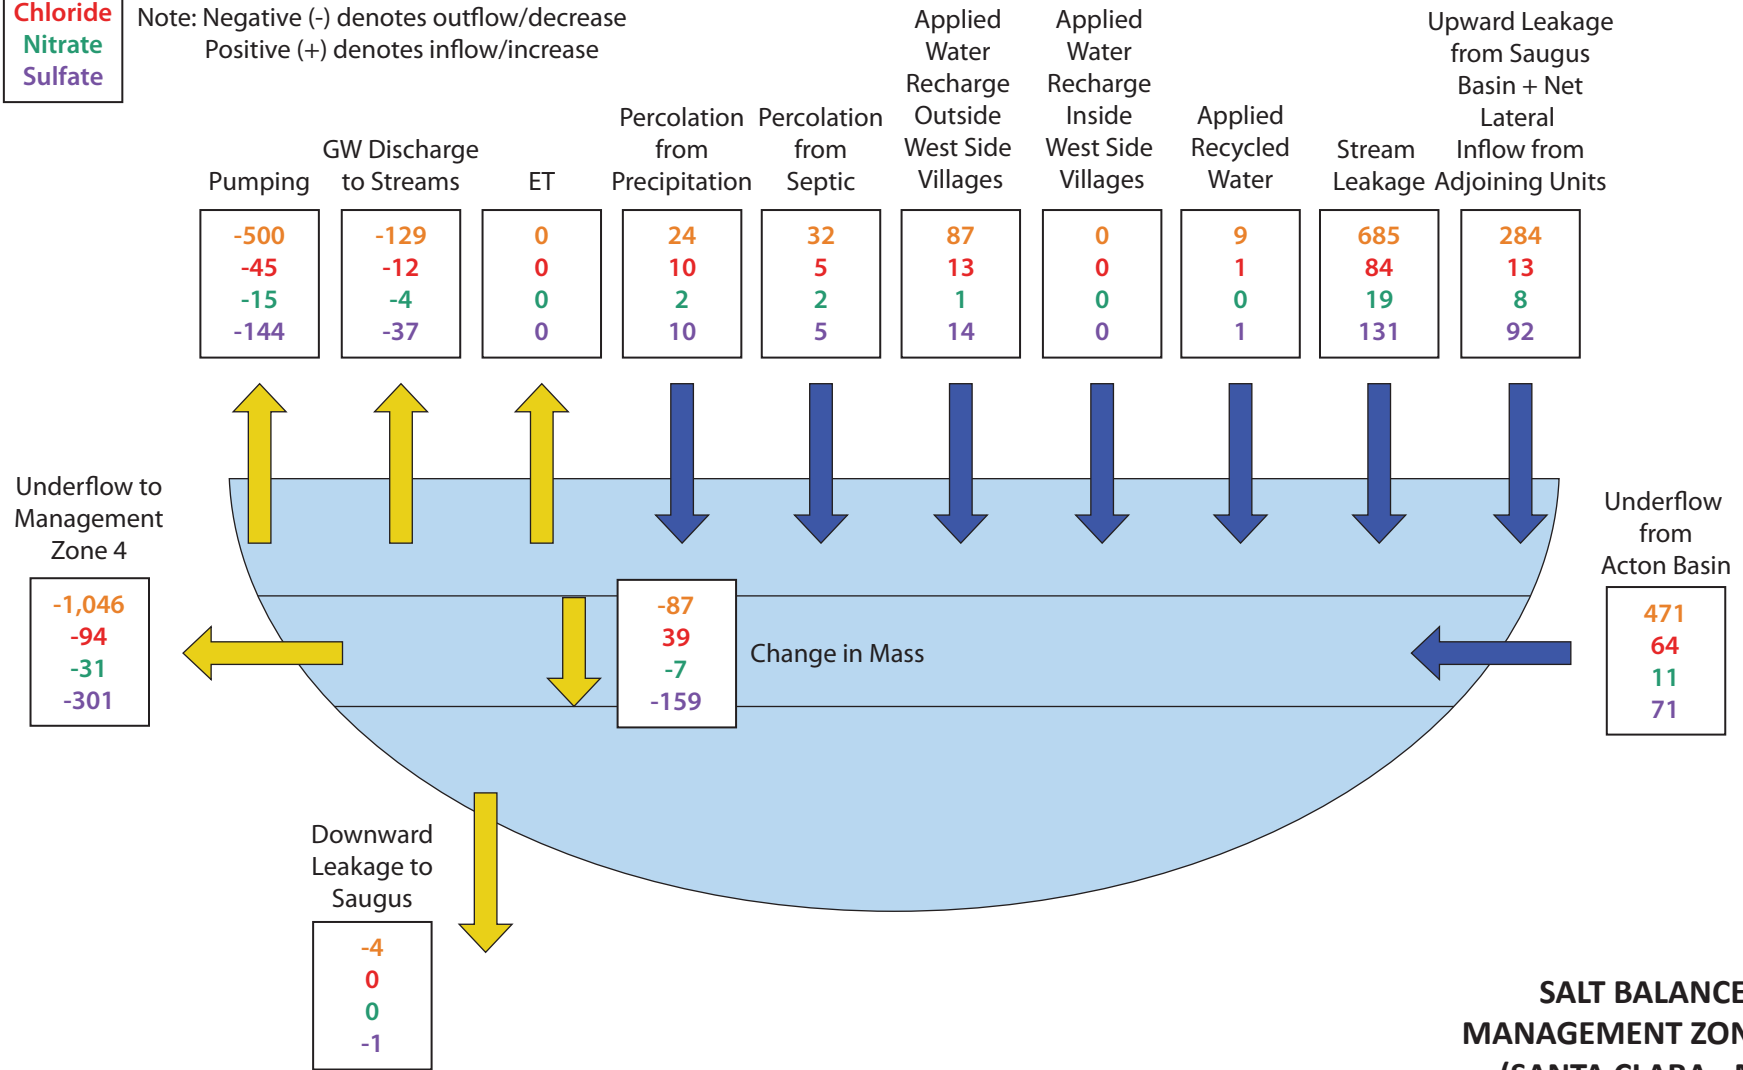 Chloride
Nitrate
Sulfate
Note: Negative (-) denotes outflow/decrease
Positive (+) denotes inflow/increase
Pumping
GW Discharge
to Streams
ET
Percolation
from
Precipitation
Percolation
from
Septic
Applied
Water
Recharge
Outside
West Side
Villages
Applied
Water
Recharge
Inside
West Side
Villages
Applied
Recycled
Water
Stream
Leakage
Upward Leakage
from Saugus
Basin + Net
Lateral
Inflow from
Adjoining Units
-500
-45
-15
-144
-129
-12
-4
-37
0
0
0
0
24
10
2
10
32
5
2
5
87
13
1
14
0
0
0
0
9
1
0
1
685
84
19
131
284
13
8
92
Underflow to
Management
Zone 4
-1,046
-94
-31
-301
-87
39
-7
-159
Change in Mass
Underflow
from
Acton Basin
471
64
11
71
Downward
Leakage to
Saugus
-4
0
0
-1
SALT BALANCE
MANAGEMENT ZON
(SANTA CLARA -